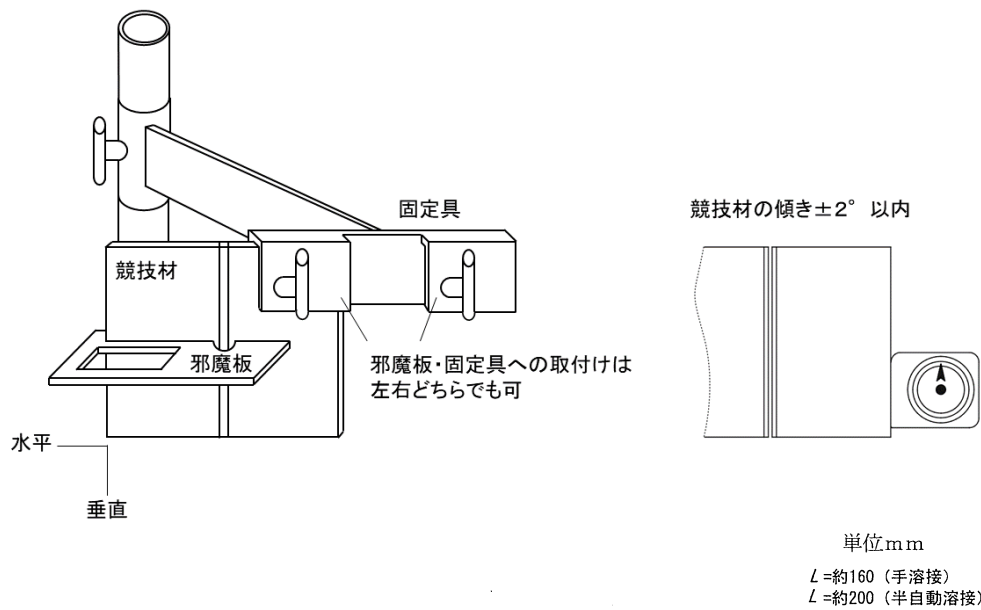 固定具
競技材の傾き±2°以内
競技材
邪魔板
邪魔板・固定具への取付けは
左右どちらでも可
水平
垂直
単位mm
L=約160（手溶接）
L=約200（半自動溶接）